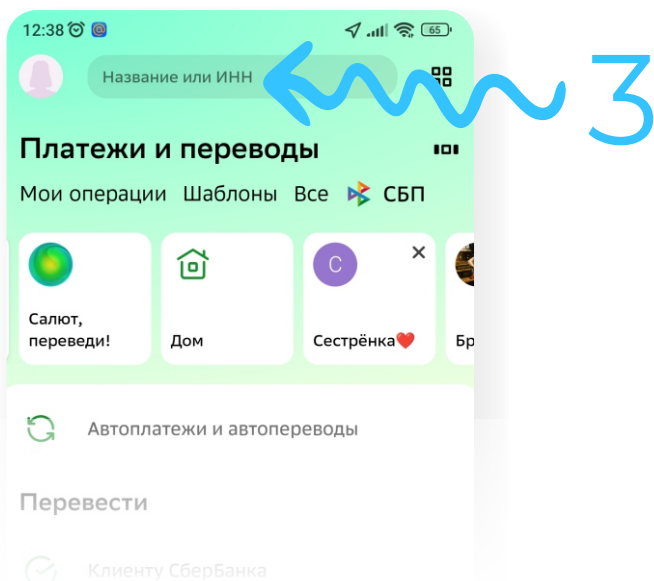 12:38 65
Название или ИНН
3
Платежи и переводы
Мои операции Шаблоны Все СБП
С
Салют,
переведи!
Дом
Сестрёнка❤️
Бр
Автоплатежи и автопереводы
Перевести
Клиенту СберБанка